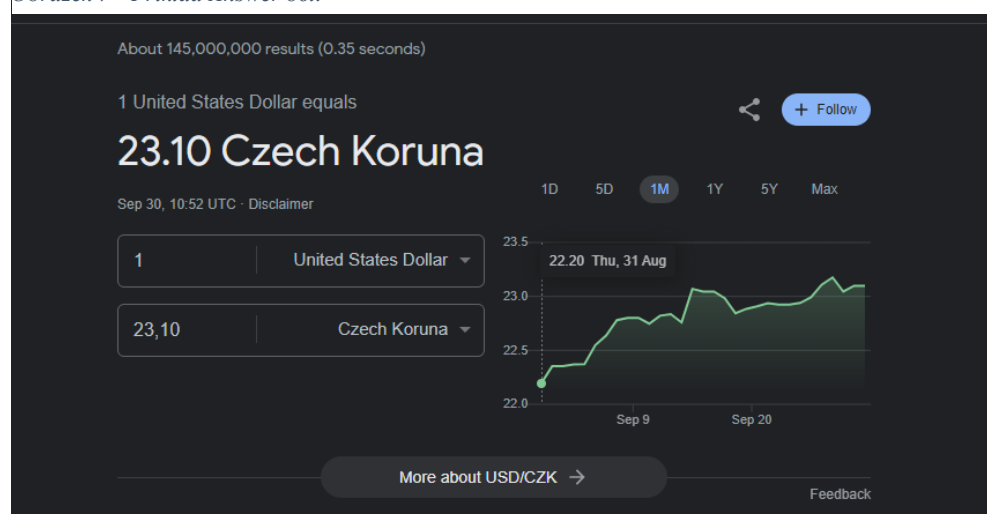 About 145,000,000 results (0.35 seconds)
1 United States Dollar equals
23.10 Czech Koruna
Sep 30, 10:52 UTC · Disclaimer
+ Follow
1 United States Dollar
23,10 Czech Koruna
1D 5D 1M 1Y 5Y Max
23.5
22.20 Thu, 31 Aug
23.0
22.5
22.0
Sep 9 Sep 20
More about USD/CZK →
Feedback